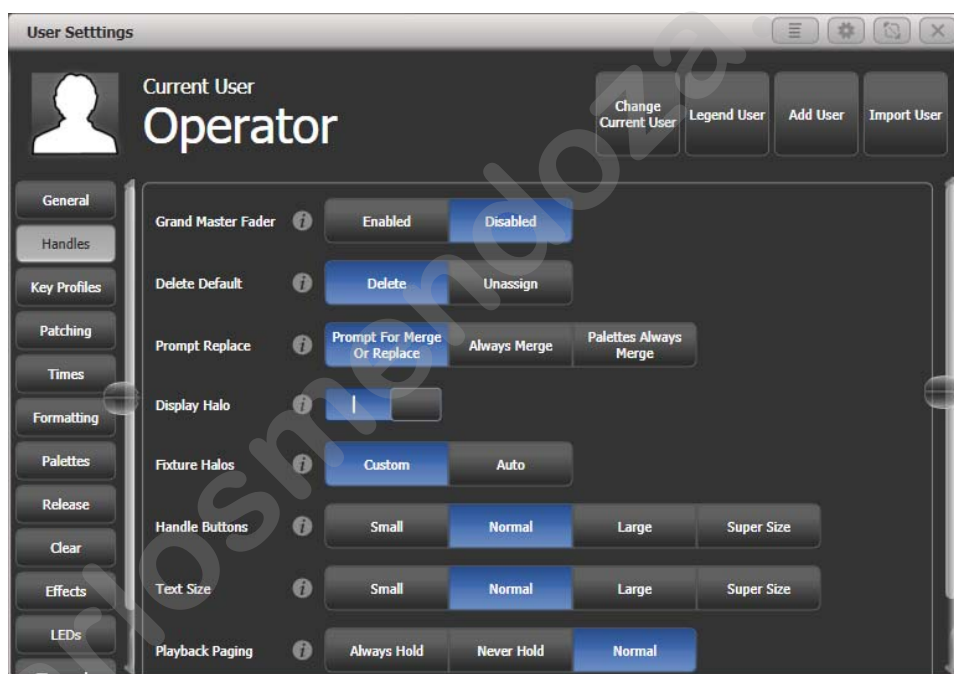 User Setttings
Current User
Operator
Change
Current User
Legend User
Add User
Import User
General
Handles
Key Profiles
Patching
Times
Formatting
Palettes
Release
Clear
Effects
LEDs
Grand Master Fader
Enabled
Disabled
Delete Default
Delete
Unassign
Prompt Replace
Prompt For Merge
Or Replace
Always Merge
Palettes Always
Merge
Display Halo
Fixture Halos
Custom
Auto
Handle Buttons
Small
Normal
Large
Super Size
Text Size
Small
Normal
Large
Super Size
Playback Paging
Always Hold
Never Hold
Normal
rlosmendoza.